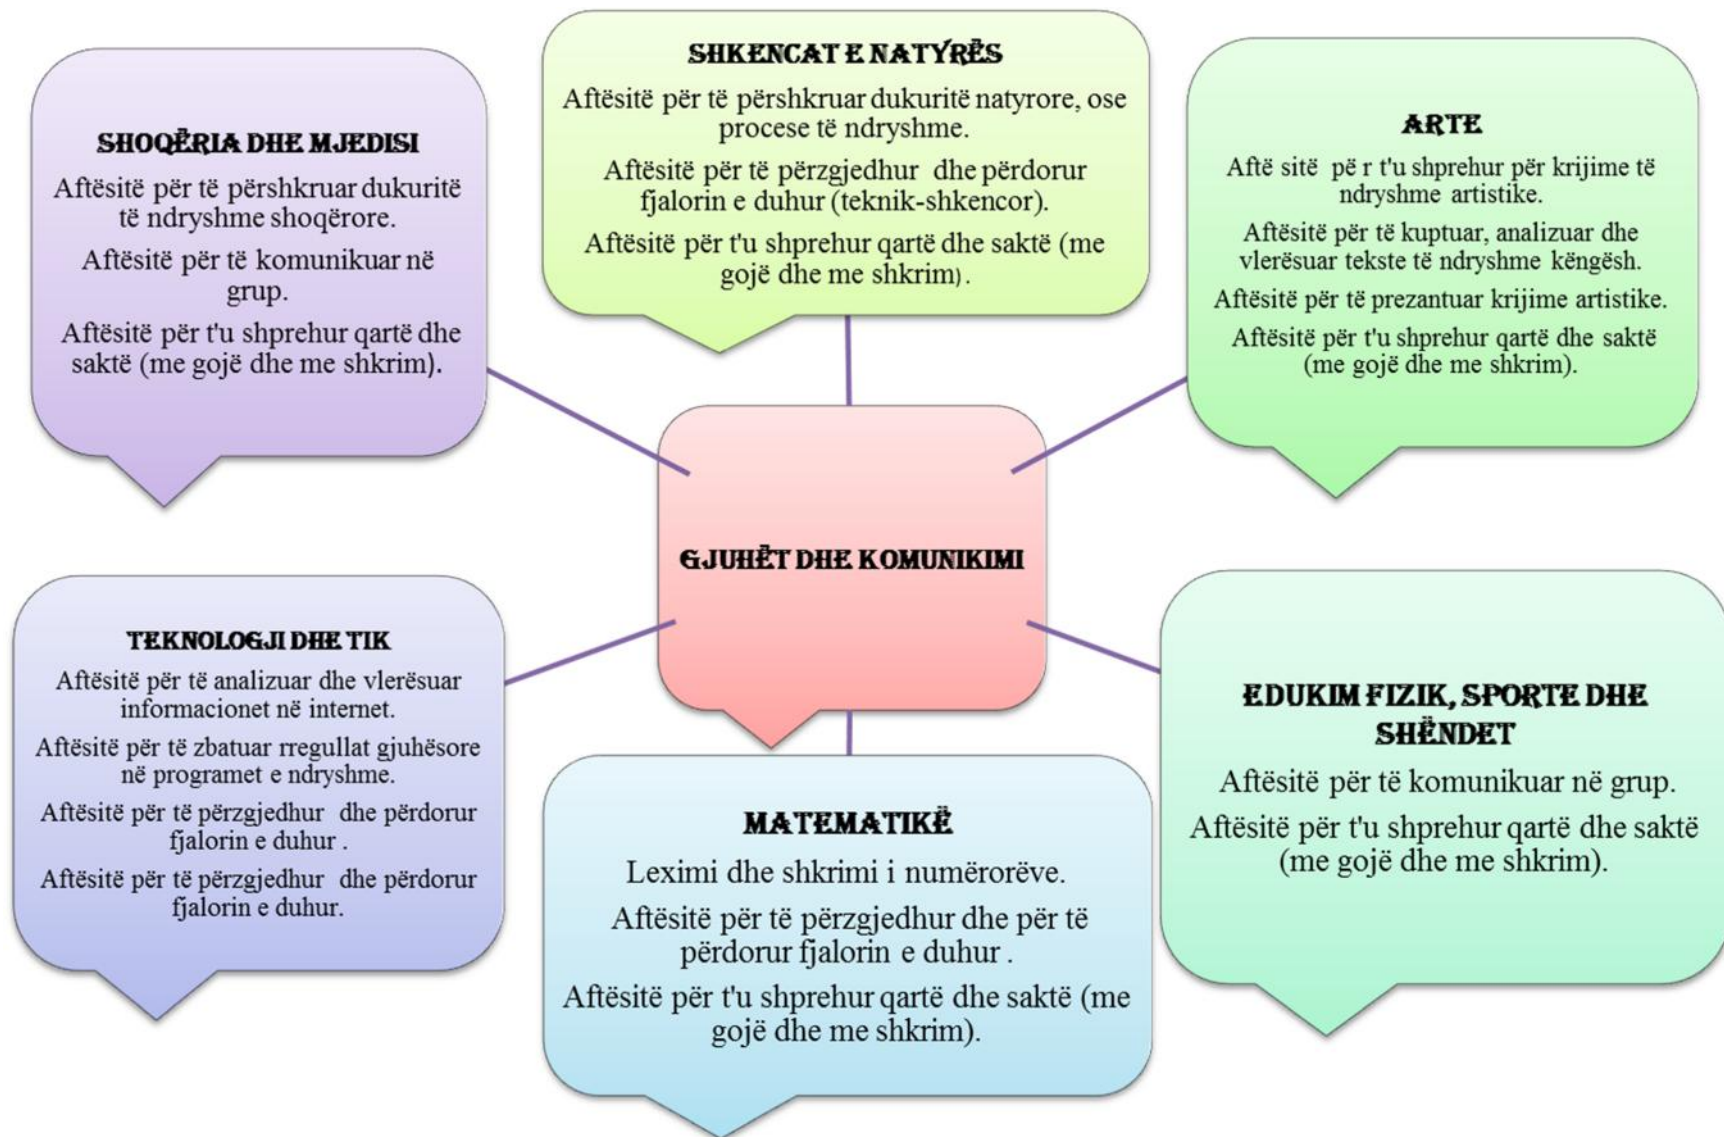 SHKENCAT E NATYRËS
Aftësitë për të përshkruar dukuritë natyrore, ose
procese të ndryshme.
Aftësitë për të përzgjedhur dhe përdorur
fjalorin e duhur (teknik-shkencor).
Aftësitë për t'u shprehur qartë dhe saktë (me
gojë dhe me shkrim).
SHOQËRIA DHE MJEDISI
Aftësitë për të përshkruar dukuritë
të ndryshme shoqërore.
Aftësitë për të komunikuar në
grup.
Aftësitë për t'u shprehur qartë dhe
saktë (me gojë dhe me shkrim).
ARTE
Aftë sitë pë r t'u shprehur për krijime të
ndryshme artistike.
Aftësitë për të kuptuar, analizuar dhe
vlerësuar tekste të ndryshme këngësh.
Aftësitë për të prezantuar krijime artistike.
Aftësitë për t'u shprehur qartë dhe saktë
(me gojë dhe me shkrim).
GJUHËT DHE KOMUNIKIMI
TEKNOLOGJI DHE TIK
Aftësitë për të analizuar dhe vlerësuar
informacionet në internet.
Aftësitë për të zbatuar rregullat gjuhësore
në programet e ndryshme.
Aftësitë për të përzgjedhur dhe përdorur
fjalorin e duhur .
Aftësitë për të përzgjedhur dhe përdorur
fjalorin e duhur.
MATEMATIKË
Leximi dhe shkrimi i numërorëve.
Aftësitë për të përzgjedhur dhe për të
përdorur fjalorin e duhur .
Aftësitë për t'u shprehur qartë dhe saktë (me
gojë dhe me shkrim).
EDUKIM FIZIK, SPORTE DHE
SHËNDET
Aftësitë për të komunikuar në grup.
Aftësitë për t'u shprehur qartë dhe saktë
(me gojë dhe me shkrim).